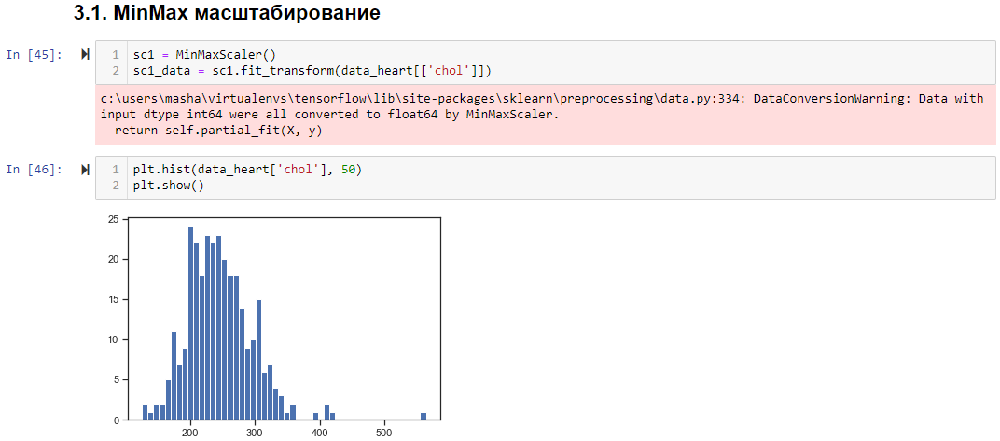 3.1. MinMax масштабирование
In [45]:
1 sc1 = MinMaxScaler()
2 sc1_data = sc1.fit_transform(data_heart[['chol']])
c:\users\masha\virtualenvs\tensorflow\lib\site-packages\sklearn\preprocessing\data.py:334: DataConversionWarning: Data with
input dtype int64 were all converted to float64 by MinMaxScaler.
return self.partial_fit(X, y)
In [46]:
1 plt.hist(data_heart['chol'], 50)
2 plt.show()
25
20
15
10
5
0
200 300 400 500